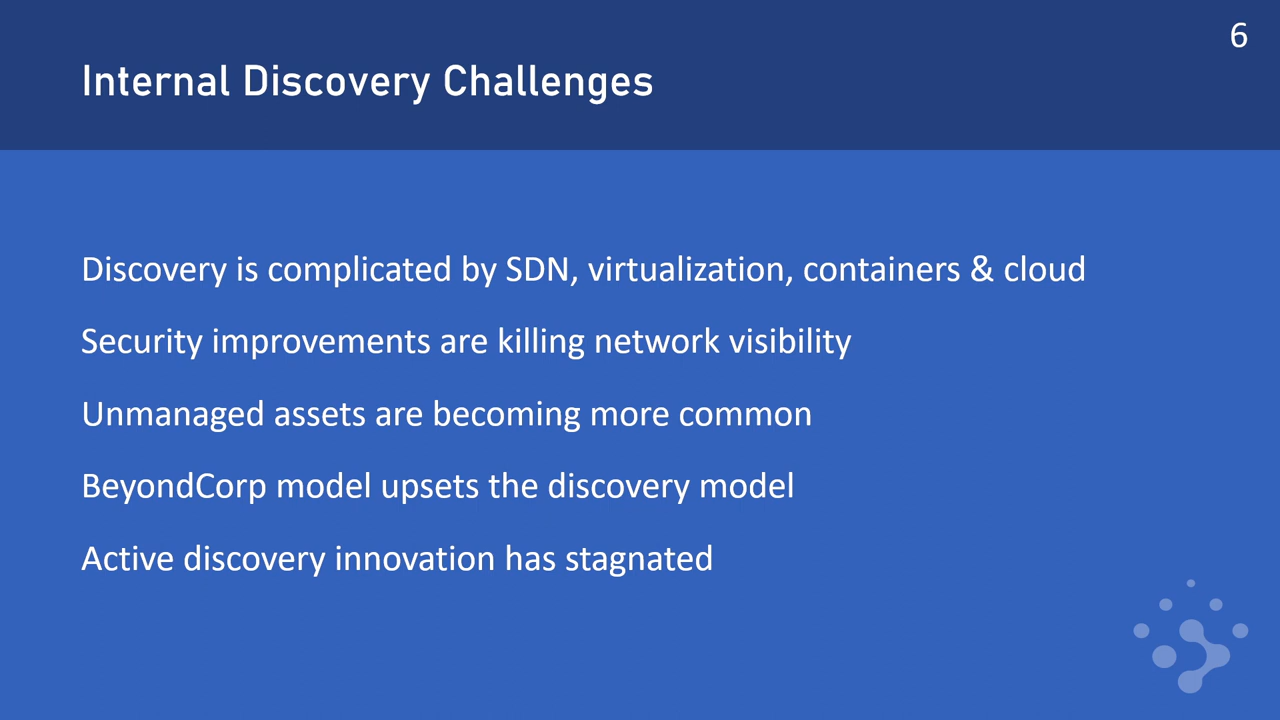 6
Internal Discovery Challenges
Discovery is complicated by SDN, virtualization, containers & cloud
Security improvements are killing network visibility
Unmanaged assets are becoming more common
BeyondCorp model upsets the discovery model
Active discovery innovation has stagnated